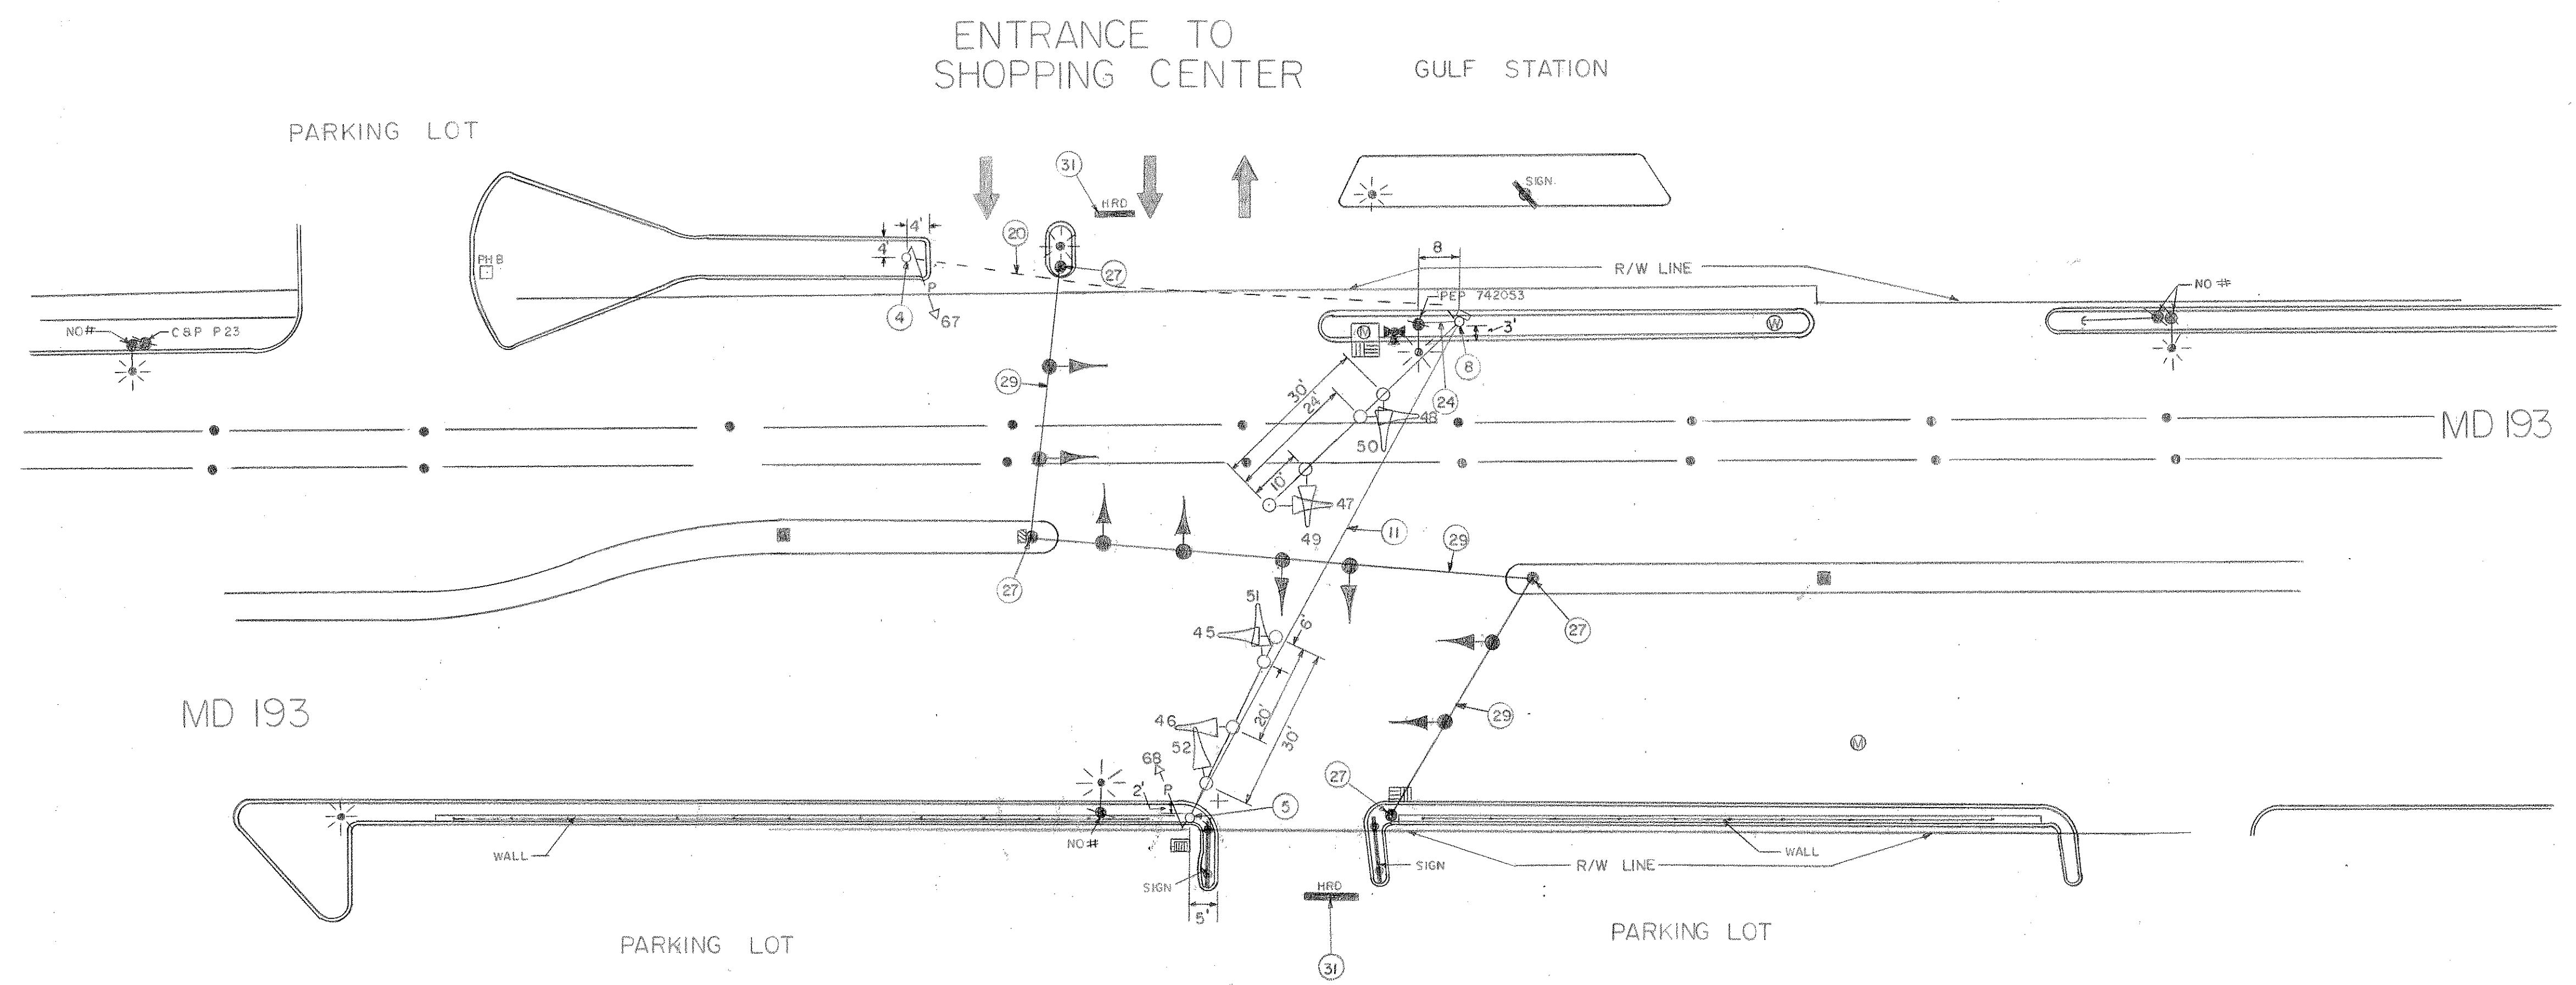 ENTRANCE TO
SHOPPING CENTER
GULF STATION
PARKING LOT
31
HRD
SIGN
4'
4'
20
27
PH B
P
4
67
8
R/W LINE
NO #
PEP 742053
NO #
C & P P 23
M
3'
W
8
29
24
30'
24'
48
50
10'
47
49
MD 193
11
29
27
27
51
45
6'
46
52
20'
30'
29
MD 193
M
68
P
2'
5
27
WALL
NO #
SIGN
5'
HRD
SIGN
R/W LINE
WALL
PARKING LOT
PARKING LOT
31